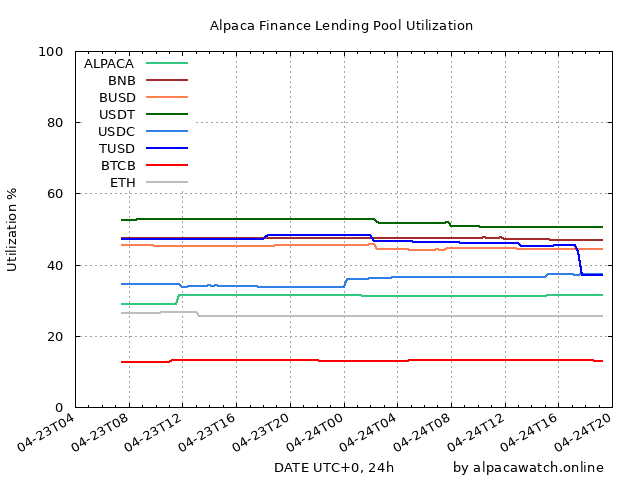 Alpaca Finance Lending Pool Utilization
100
80
60
40
20
0
Utilization %
ALPACA
BNB
BUSD
USDT
USDC
TUSD
BTCB
ETH
04-23T04
04-23T08
04-23T12
04-23T16
04-23T20
04-24T00
04-24T04
04-24T08
04-24T12
04-24T16
04-24T20
DATE UTC+0, 24h
by alpacawatch.online